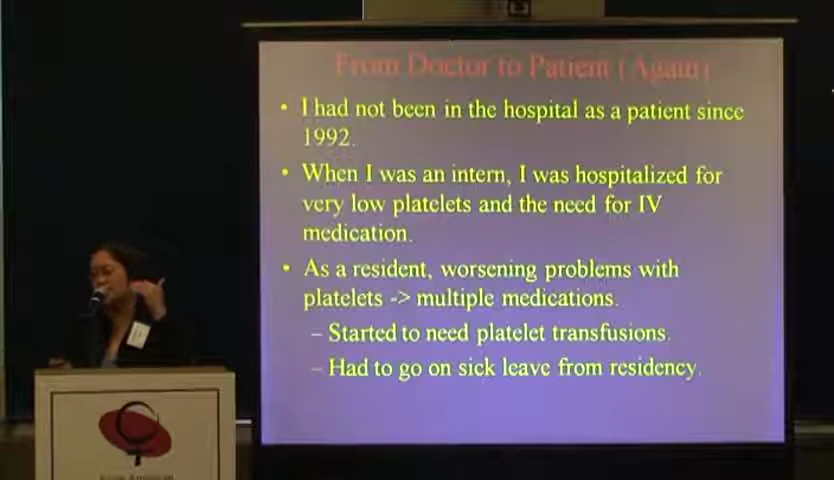 From Doctor to Patient (Again)
• I had not been in the hospital as a patient since
1992.
• When I was an intern, I was hospitalized for
very low platelets and the need for IV
medication.
• As a resident, worsening problems with
platelets -> multiple medications.
– Started to need platelet transfusions.
– Had to go on sick leave from residency.